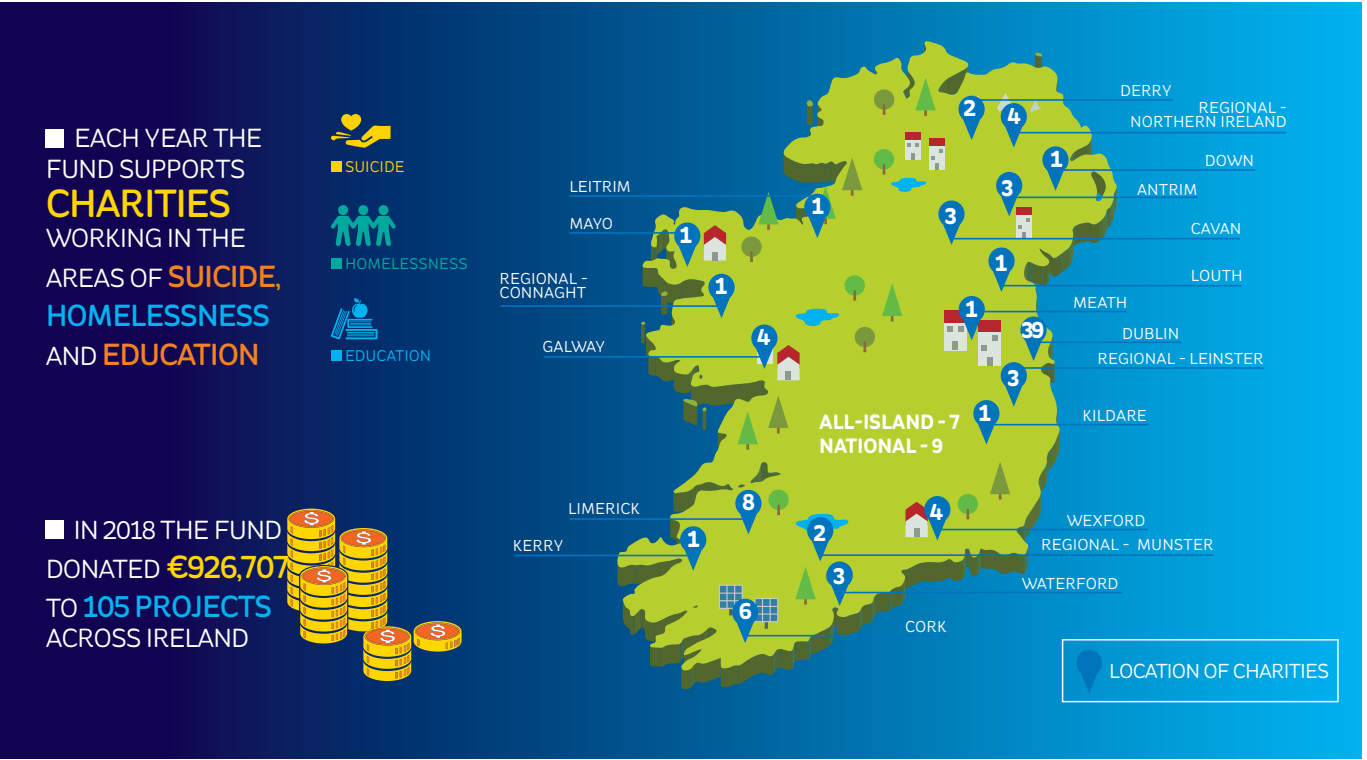 EACH YEAR THE
FUND SUPPORTS
CHARITIES
WORKING IN THE
AREAS OF SUICIDE,
HOMELESSNESS
AND EDUCATION
SUICIDE
HOMELESSNESS
EDUCATION
IN 2018 THE FUND
DONATED €926,707
TO 105 PROJECTS
ACROSS IRELAND
$
$
$
$
$
LEITRIM
1
MAYO
1
REGIONAL -
CONNAGHT
1
GALWAY
4
LIMERICK
8
KERRY
1
DERRY
2
REGIONAL -
NORTHERN IRELAND
4
DOWN
1
ANTRIM
3
CAVAN
3
LOUTH
1
MEATH
1
DUBLIN
39
REGIONAL - LEINSTER
3
KILDARE
1
ALL-ISLAND - 7
NATIONAL - 9
WEXFORD
4
REGIONAL - MUNSTER
2
WATERFORD
3
CORK
6
LOCATION OF CHARITIES